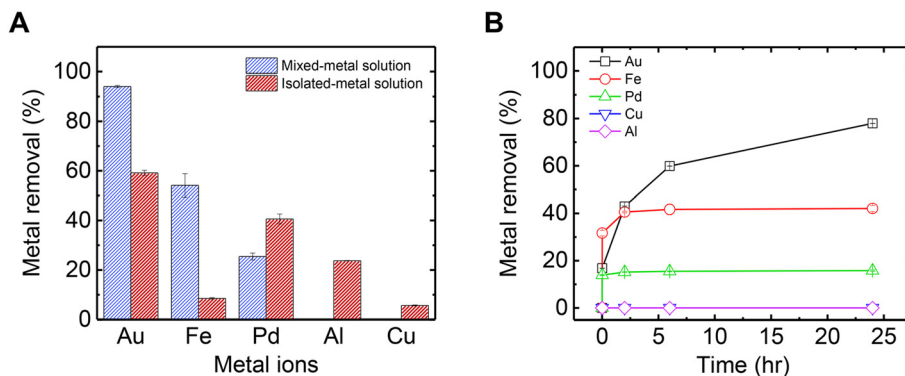 A
Metal removal (%)
100
80
60
40
20
0
Mixed-metal solution
Isolated-metal solution
Au Fe Pd Al Cu
Metal ions
B
Metal removal (%)
100
80
60
40
20
0
Au
Fe
Pd
Cu
Al
0 5 10 15 20 25
Time (hr)